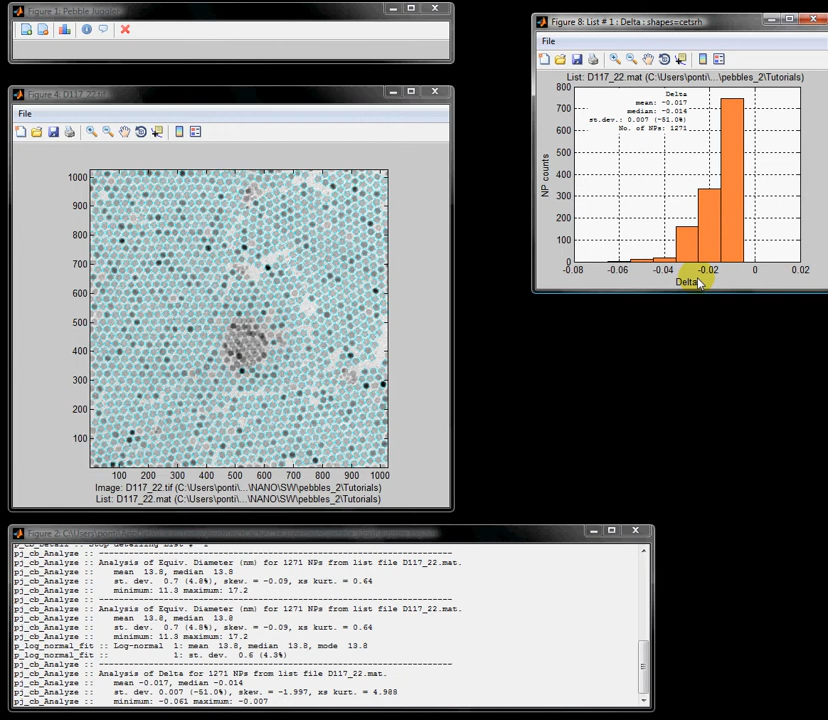 Figure 1: Pebble Juggler
Figure 4: D117_22.tif
File
1000
900
800
700
600
500
400
300
200
100
100 200 300 400 500 600 700 800 900 1000
Image: D117_22.tif (C:\Users\ponti\...\NANO\SW\pebbles_2\Tutorials)
List: D117_22.mat (C:\Users\ponti\...\NANO\SW\pebbles_2\Tutorials)
Figure 8: List # 1 : Delta : shapes=cetsrh
File
List: D117_22.mat (C:\Users\ponti\...\pebbles_2\Tutorials)
Delta
mean: -0.017
median: -0.014
st.dev.: 0.007 (-51.0%)
No. of NPs: 1271
NP counts
800
700
600
500
400
300
200
100
0
-0.08 -0.06 -0.04 -0.02 0 0.02
Delta
Figure 2:
pj_cb_Analyze :: ------------------------------------------------------------
pj_cb_Analyze :: Analysis of Equiv. Diameter (nm) for 1271 NPs from list file D117_22.mat.
pj_cb_Analyze :: mean 13.8, median 13.8
pj_cb_Analyze :: st. dev. 0.7 (4.8%), skew. = -0.09, xs kurt. = 0.64
pj_cb_Analyze :: minimum: 11.3 maximum: 17.2
pj_cb_Analyze :: ------------------------------------------------------------
pj_cb_Analyze :: Analysis of Equiv. Diameter (nm) for 1271 NPs from list file D117_22.mat.
pj_cb_Analyze :: mean 13.8, median 13.8
pj_cb_Analyze :: st. dev. 0.7 (4.8%), skew. = -0.09, xs kurt. = 0.64
pj_cb_Analyze :: minimum: 11.3 maximum: 17.2
p_log_normal_fit :: Log-normal 1: mean 13.8, median 13.8, mode 13.8
p_log_normal_fit :: 1: st. dev. 0.6 (4.3%)
pj_cb_Analyze :: ------------------------------------------------------------
pj_cb_Analyze :: Analysis of Delta for 1271 NPs from list file D117_22.mat.
pj_cb_Analyze :: mean -0.017, median -0.014
pj_cb_Analyze :: st. dev. 0.007 (-51.0%), skew. = -1.997, xs kurt. = 4.988
pj_cb_Analyze :: minimum: -0.061 maximum: -0.007